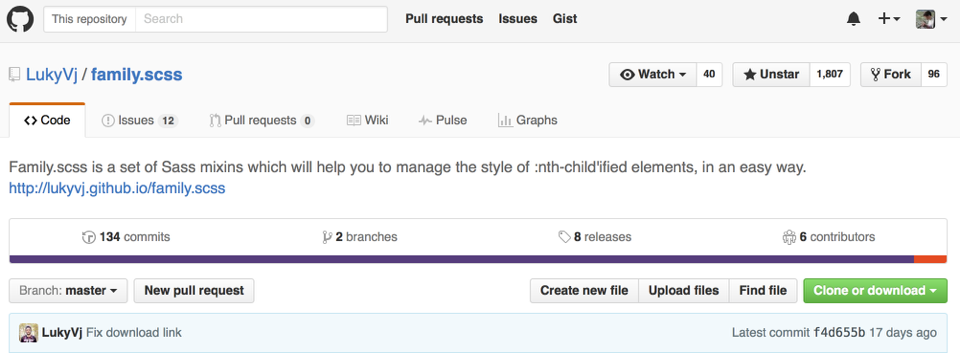 This repository Search Pull requests Issues Gist
LukyVj / family.scss Watch 40 Unstar 1,807 Fork 96
Code Issues 12 Pull requests 0 Wiki Pulse Graphs
Family.scss is a set of Sass mixins which will help you to manage the style of :nth-child'ified elements, in an easy way.
http://lukyvj.github.io/family.scss
134 commits 2 branches 8 releases 6 contributors
Branch: master New pull request Create new file Upload files Find file Clone or download
LukyVj Fix download link Latest commit f4d655b 17 days ago